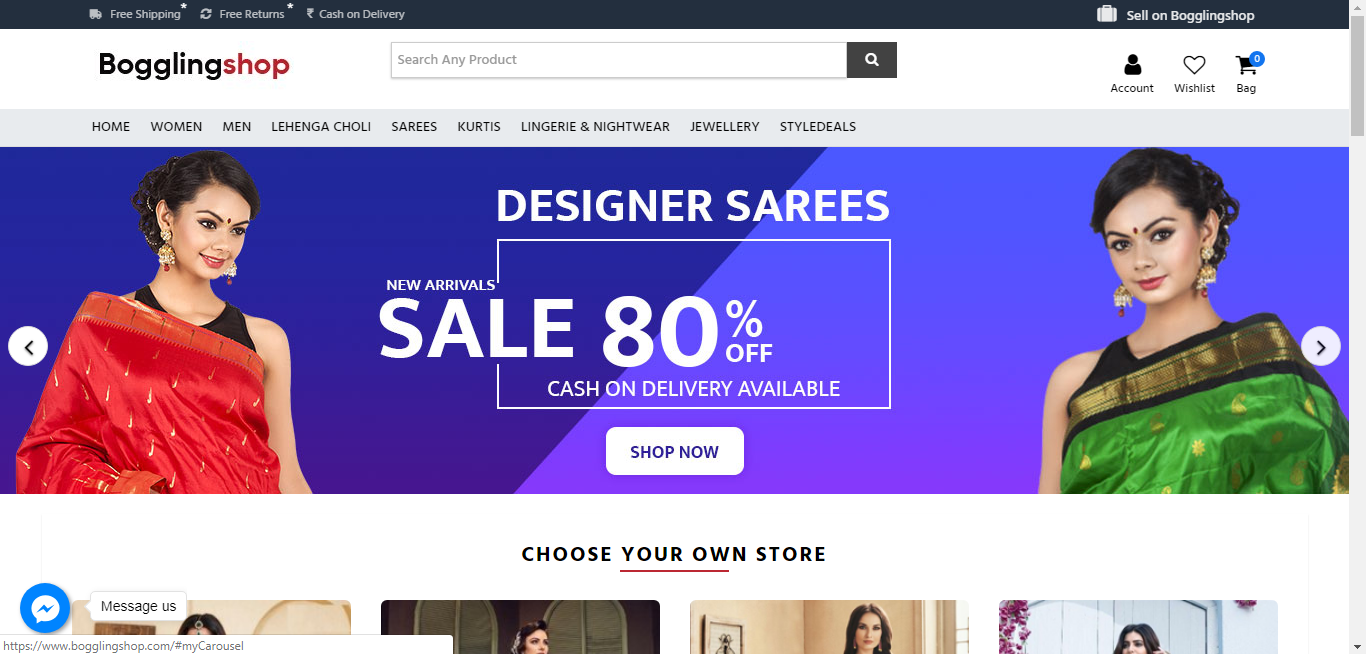 Free Shipping* Free Returns* ₹ Cash on Delivery Sell on Bogglingshop
Bogglingshop
Search Any Product
Account Wishlist 0 Bag
HOME WOMEN MEN LEHENGA CHOLI SAREES KURTIS LINGERIE & NIGHTWEAR JEWELLERY STYLEDEALS
DESIGNER SAREES
NEW ARRIVALS
SALE 80% OFF
CASH ON DELIVERY AVAILABLE
SHOP NOW
CHOOSE YOUR OWN STORE
Message us
https://www.bogglingshop.com/#myCarousel